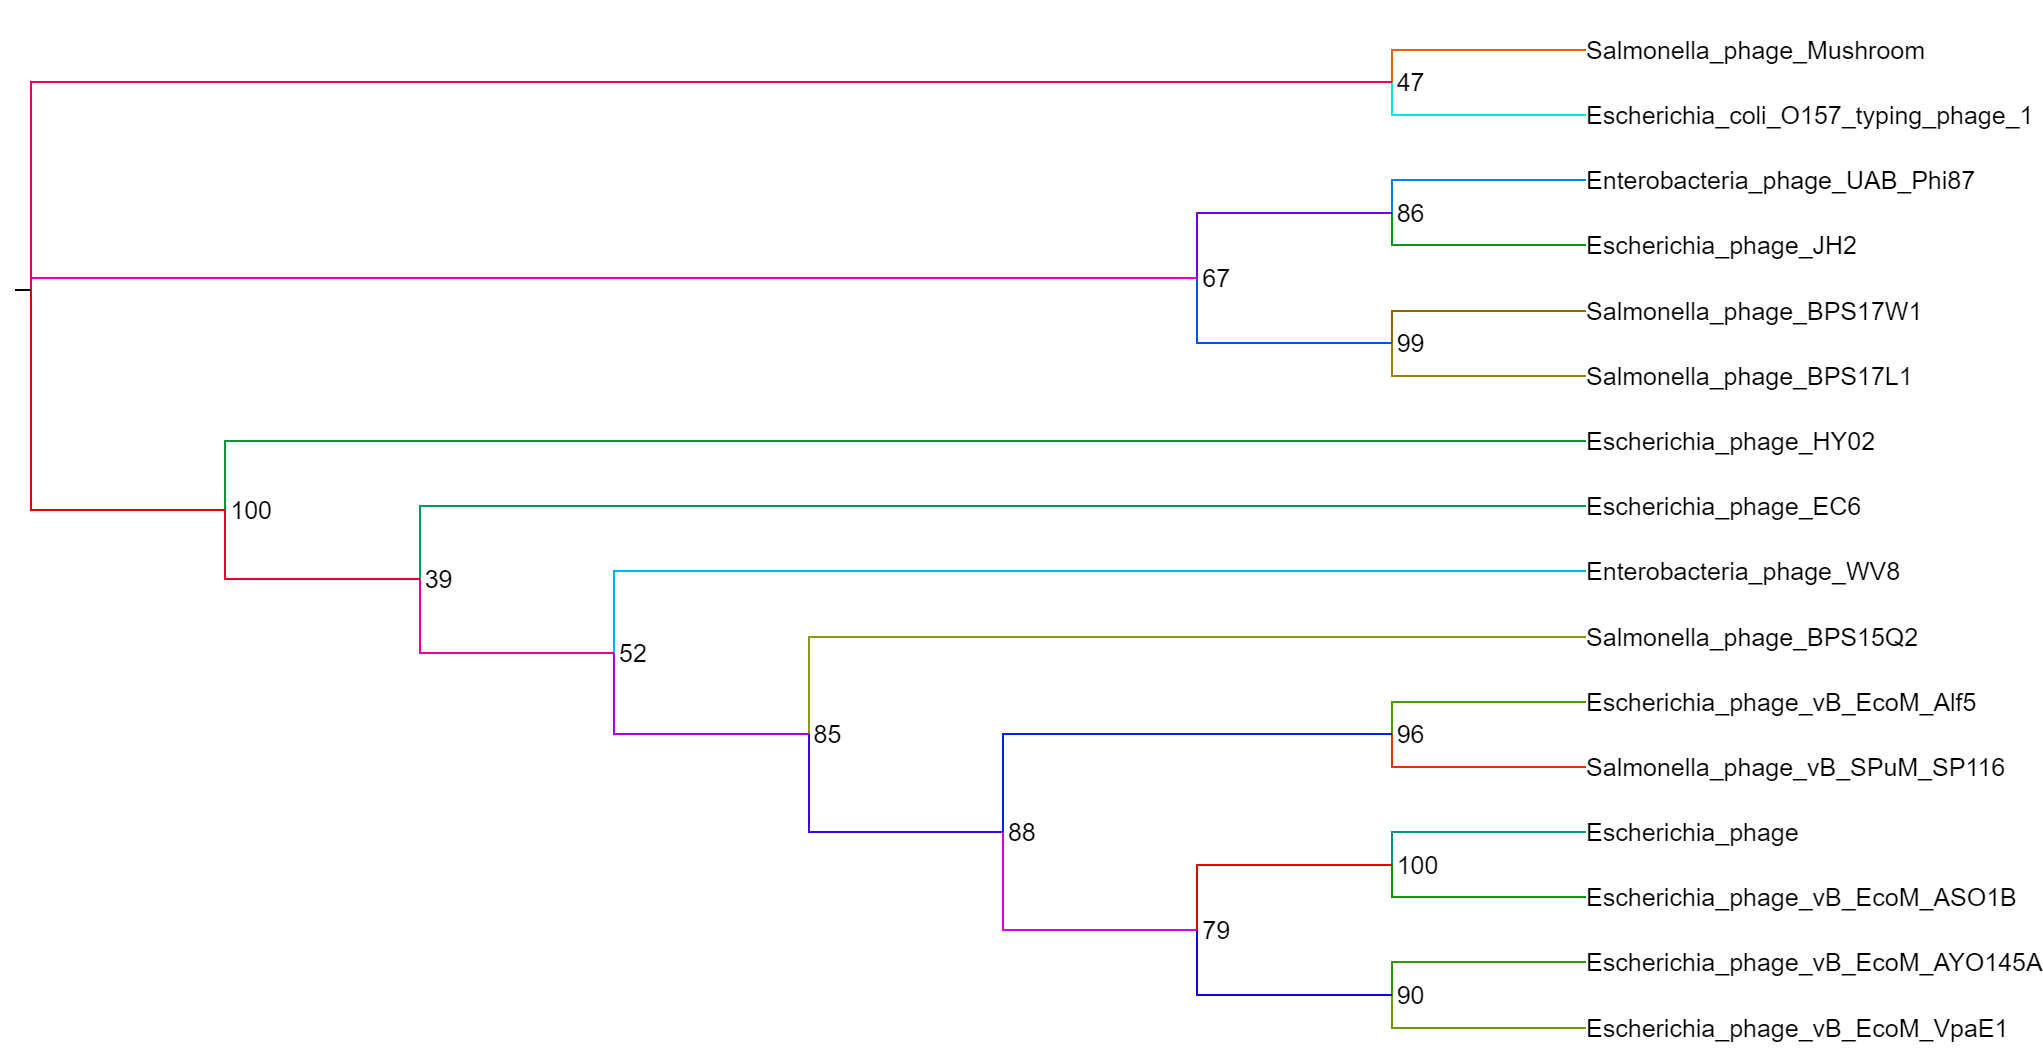 Salmonella_phage_Mushroom
47
Escherichia_coli_O157_typing_phage_1
Enterobacteria_phage_UAB_Phi87
86
Escherichia_phage_JH2
67
Salmonella_phage_BPS17W1
99
Salmonella_phage_BPS17L1
Escherichia_phage_HY02
100
Escherichia_phage_EC6
39
Enterobacteria_phage_WV8
52
Salmonella_phage_BPS15Q2
85
Escherichia_phage_vB_EcoM_Alf5
96
Salmonella_phage_vB_SPuM_SP116
88
Escherichia_phage
100
Escherichia_phage_vB_EcoM_ASO1B
79
Escherichia_phage_vB_EcoM_AYO145A
90
Escherichia_phage_vB_EcoM_VpaE1